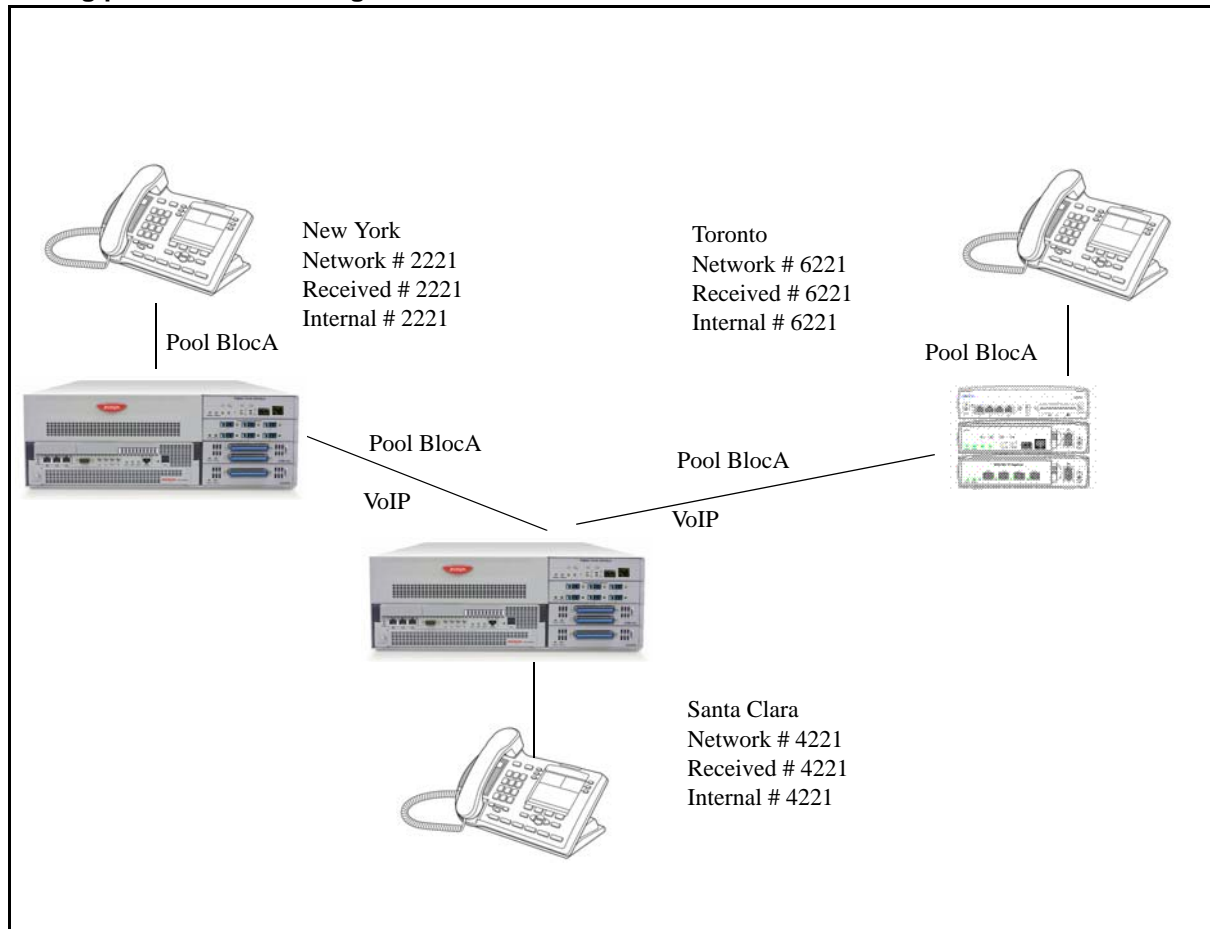 New York
Network # 2221
Received # 2221
Internal # 2221
Toronto
Network # 6221
Received # 6221
Internal # 6221
Pool BlocA
Pool BlocA
Pool BlocA
Pool BlocA
VoIP
VoIP
Santa Clara
Network # 4221
Received # 4221
Internal # 4221